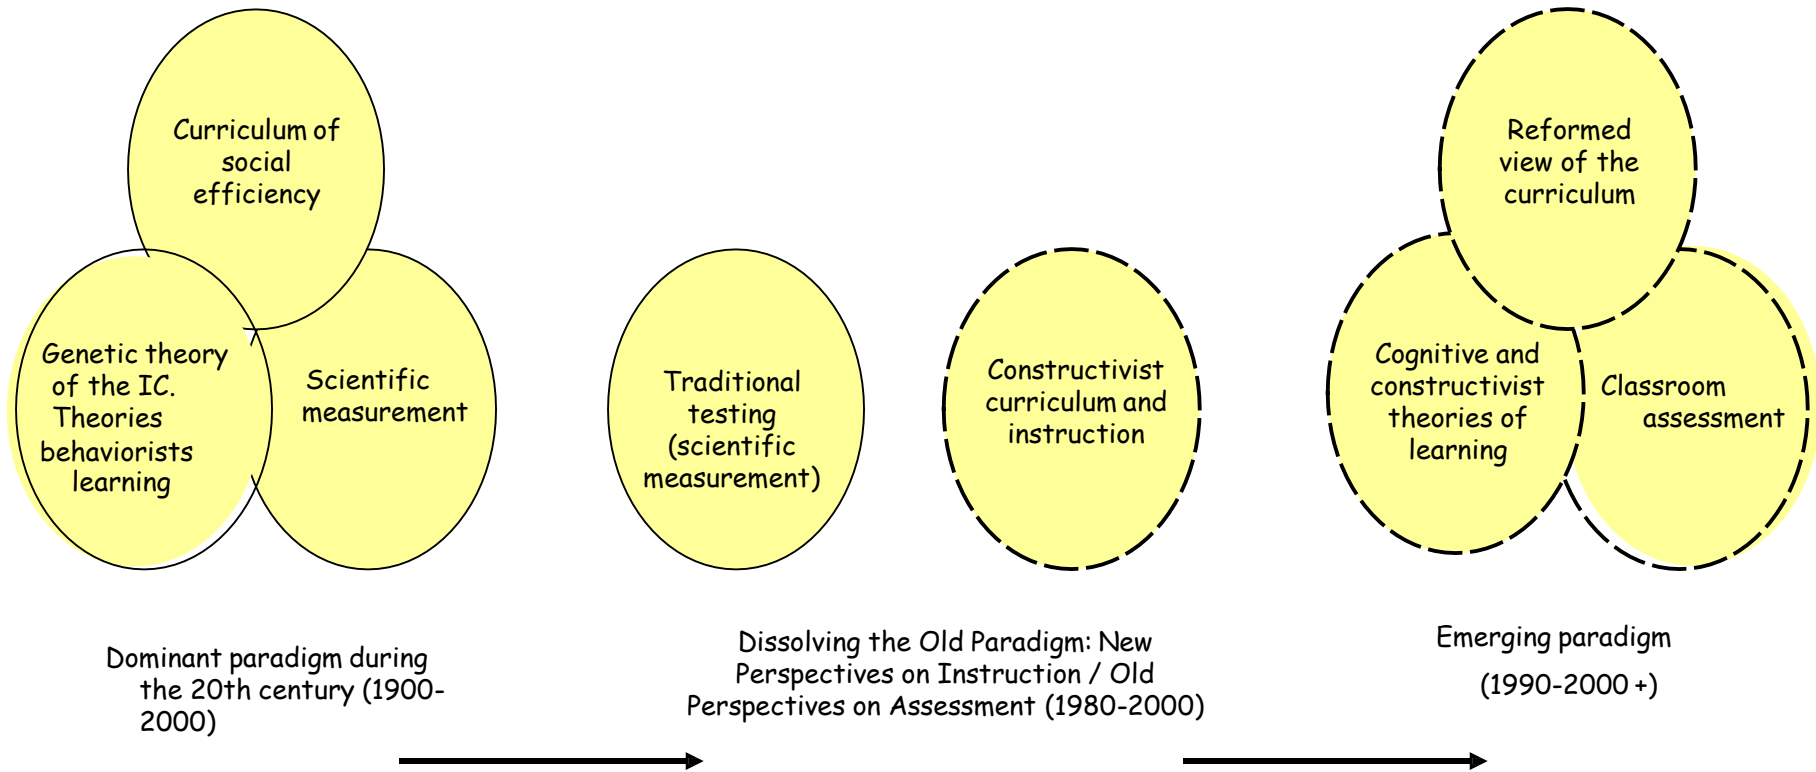 Curriculum of
social
efficiency
Genetic theory
of the IC.
Theories
behaviorists
learning
Scientific
measurement
Traditional
testing
(scientific
measurement)
Constructivist
curriculum and
instruction
Reformed
view of the
curriculum
Cognitive and
constructivist
theories of
learning
Classroom
assessment
Dominant paradigm during
the 20th century (1900-
2000)
Dissolving the Old Paradigm: New
Perspectives on Instruction / Old
Perspectives on Assessment (1980-2000)
Emerging paradigm
(1990-2000 +)